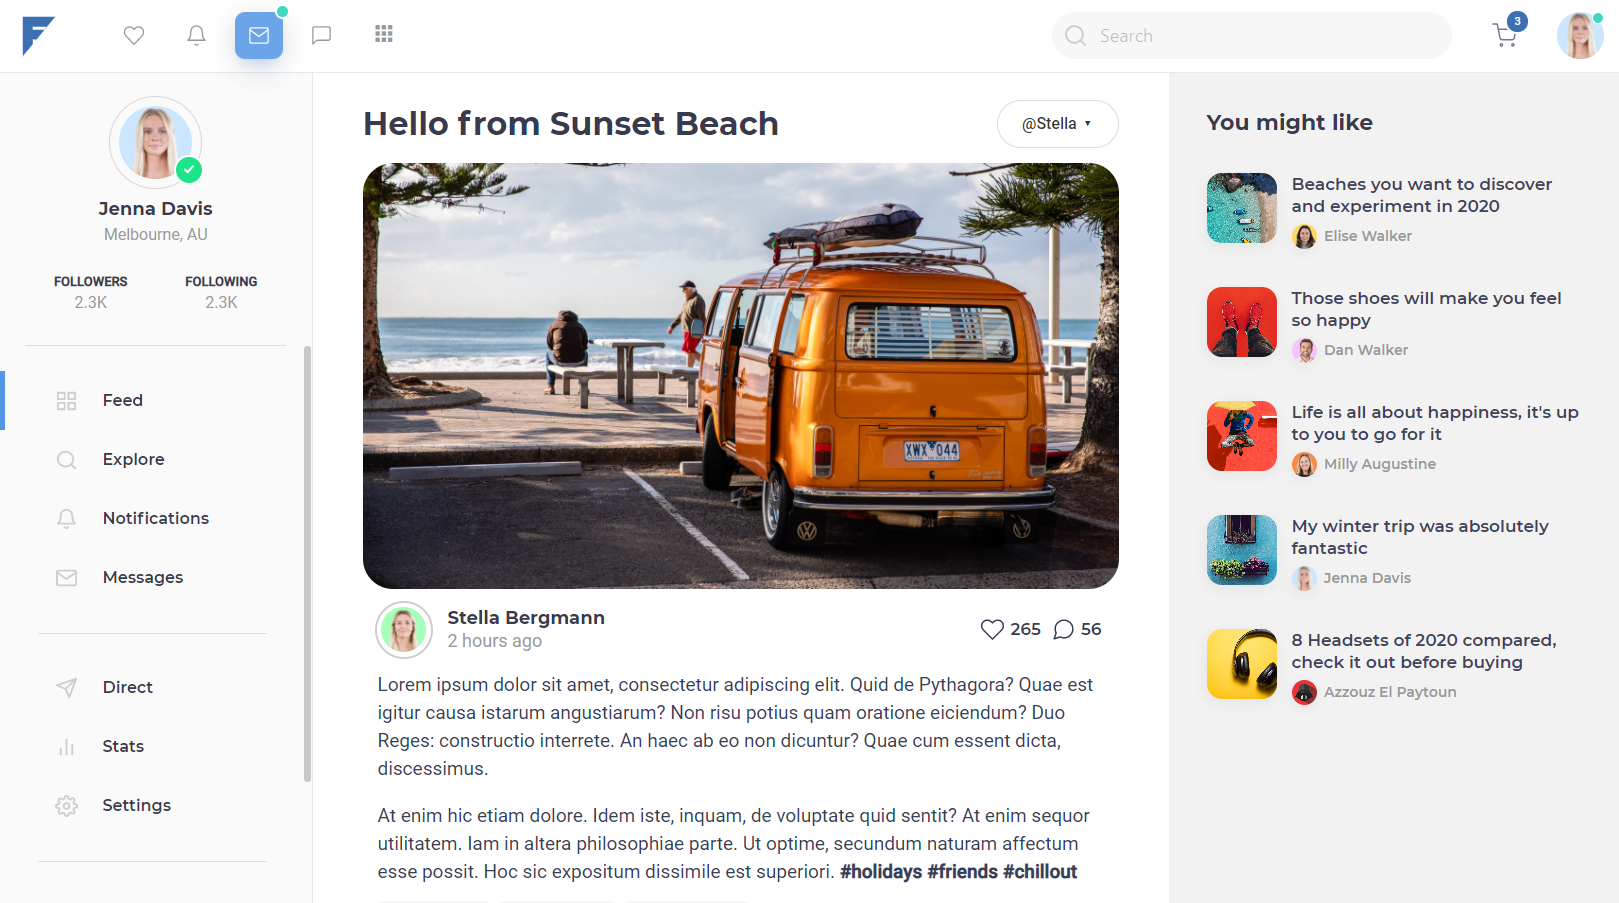 Search
3
Jenna Davis
Melbourne, AU
FOLLOWERS
2.3K
FOLLOWING
2.3K
Feed
Explore
Notifications
Messages
Direct
Stats
Settings
Hello from Sunset Beach
@Stella
XWX 044
Stella Bergmann
2 hours ago
265
56
Lorem ipsum dolor sit amet, consectetur adipiscing elit. Quid de Pythagora? Quae est
igitur causa istarum angustiarum? Non risu potius quam oratione eiciendum? Duo
Reges: constructio interrete. An haec ab eo non dicuntur? Quae cum essent dicta,
discessimus.
At enim hic etiam dolore. Idem iste, inquam, de voluptate quid sentit? At enim sequor
utilitatem. Iam in altera philosophiae parte. Ut optime, secundum naturam affectum
esse possit. Hoc sic expositum dissimile est superiori. #holidays #friends #chillout
You might like
Beaches you want to discover
and experiment in 2020
Elise Walker
Those shoes will make you feel
so happy
Dan Walker
Life is all about happiness, it's up
to you to go for it
Milly Augustine
My winter trip was absolutely
fantastic
Jenna Davis
8 Headsets of 2020 compared,
check it out before buying
Azzouz El Paytoun